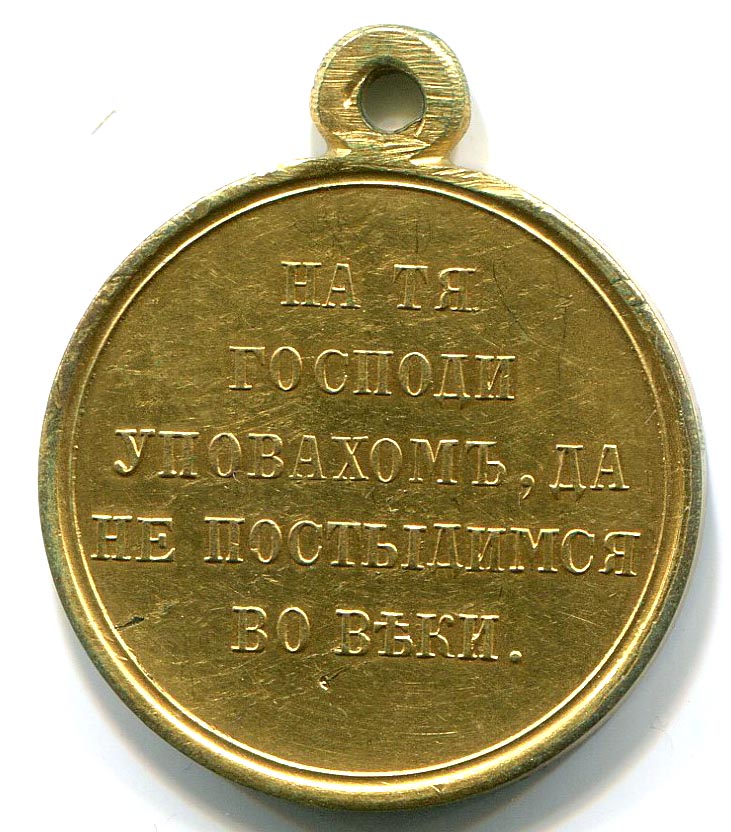 НА ТЯ
ГОСПОДИ
УПОВАХОМЪ, ДА
НЕ ПОСТЫДИМСЯ
ВО ВѢКИ.